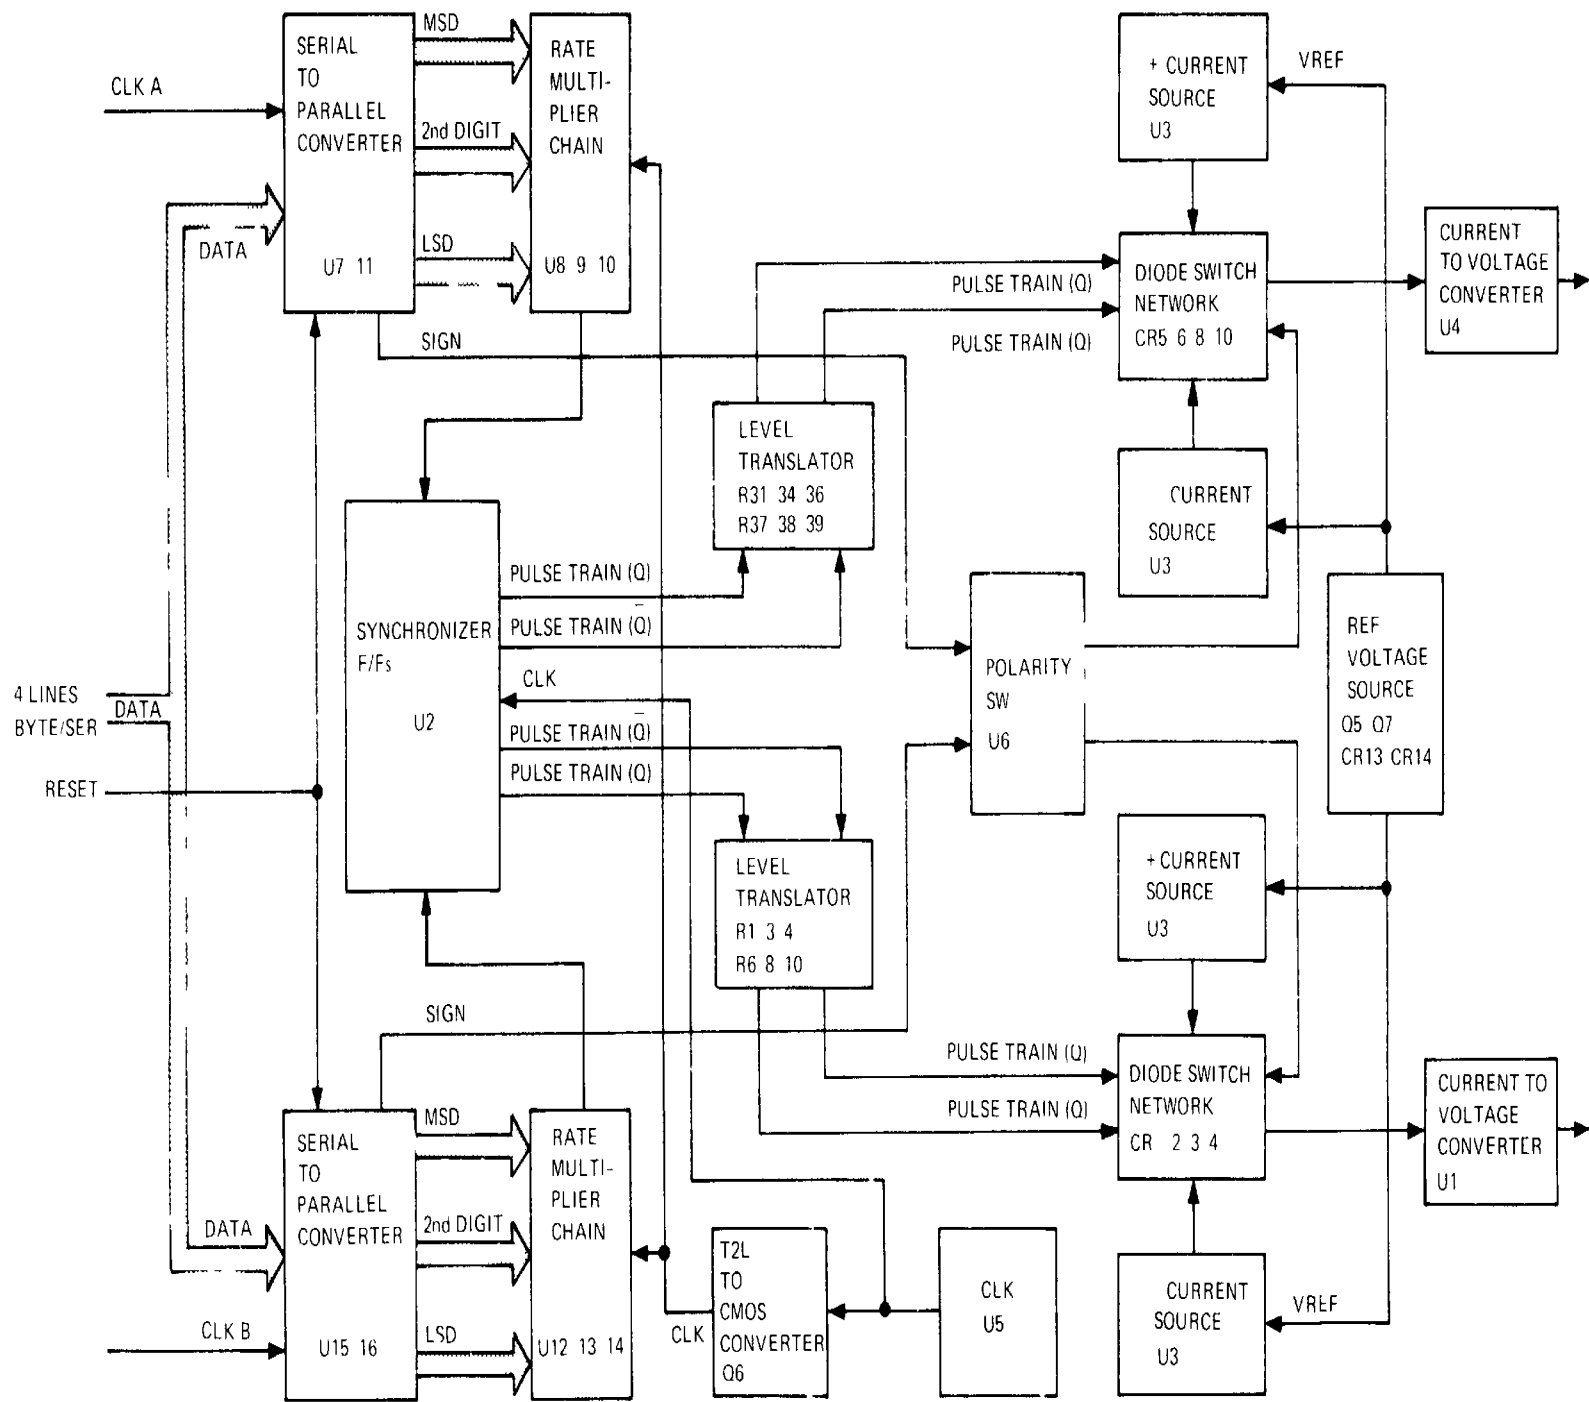 CLK A
SERIAL
TO
PARALLEL
CONVERTER
U7 11
MSD
2nd DIGIT
LSD
RATE
MULTI-
PLIER
CHAIN
U8 9 10
DATA
SIGN
+ CURRENT
SOURCE
U3
VREF
PULSE TRAIN (Q)
PULSE TRAIN (Q)
DIODE SWITCH
NETWORK
CR5 6 8 10
CURRENT
TO VOLTAGE
CONVERTER
U4
LEVEL
TRANSLATOR
R31 34 36
R37 38 39
CURRENT
SOURCE
U3
SYNCHRONIZER
F/Fs
U2
PULSE TRAIN (Q)
PULSE TRAIN (Q̅)
CLK
PULSE TRAIN (Q̅)
PULSE TRAIN (Q)
POLARITY
SW
U6
REF
VOLTAGE
SOURCE
Q5 Q7
CR13 CR14
4 LINES
BYTE/SER
DATA
RESET
LEVEL
TRANSLATOR
R1 3 4
R6 8 10
+ CURRENT
SOURCE
U3
SIGN
PULSE TRAIN (Q)
PULSE TRAIN (Q)
DIODE SWITCH
NETWORK
CR 2 3 4
CURRENT TO
VOLTAGE
CONVERTER
U1
DATA
CLK B
SERIAL
TO
PARALLEL
CONVERTER
U15 16
MSD
2nd DIGIT
LSD
RATE
MULTI-
PLIER
CHAIN
U12 13 14
CLK
T2L
TO
CMOS
CONVERTER
Q6
CLK
U5
CURRENT
SOURCE
U3
VREF